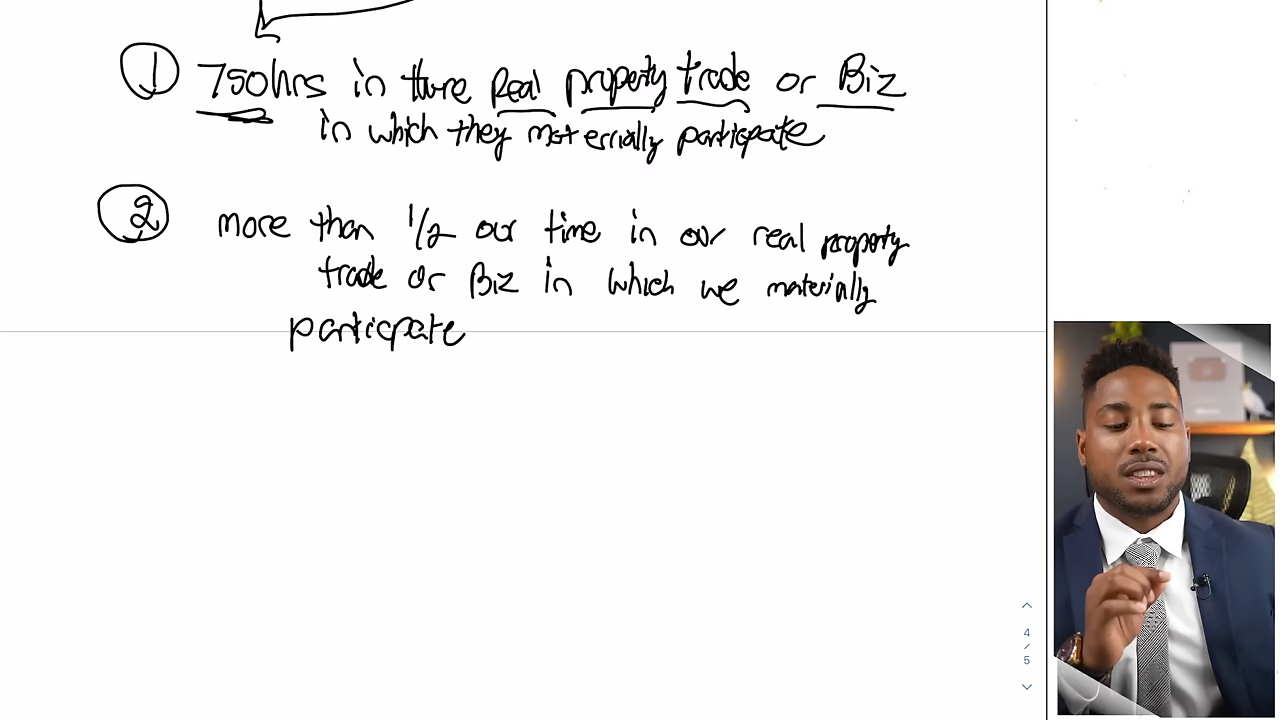 1 750hrs in there Real property trade or Biz
in which they materially participate
2 more than 1/2 our time in our real property
trade or Biz in which we materially
participate
4
/
5